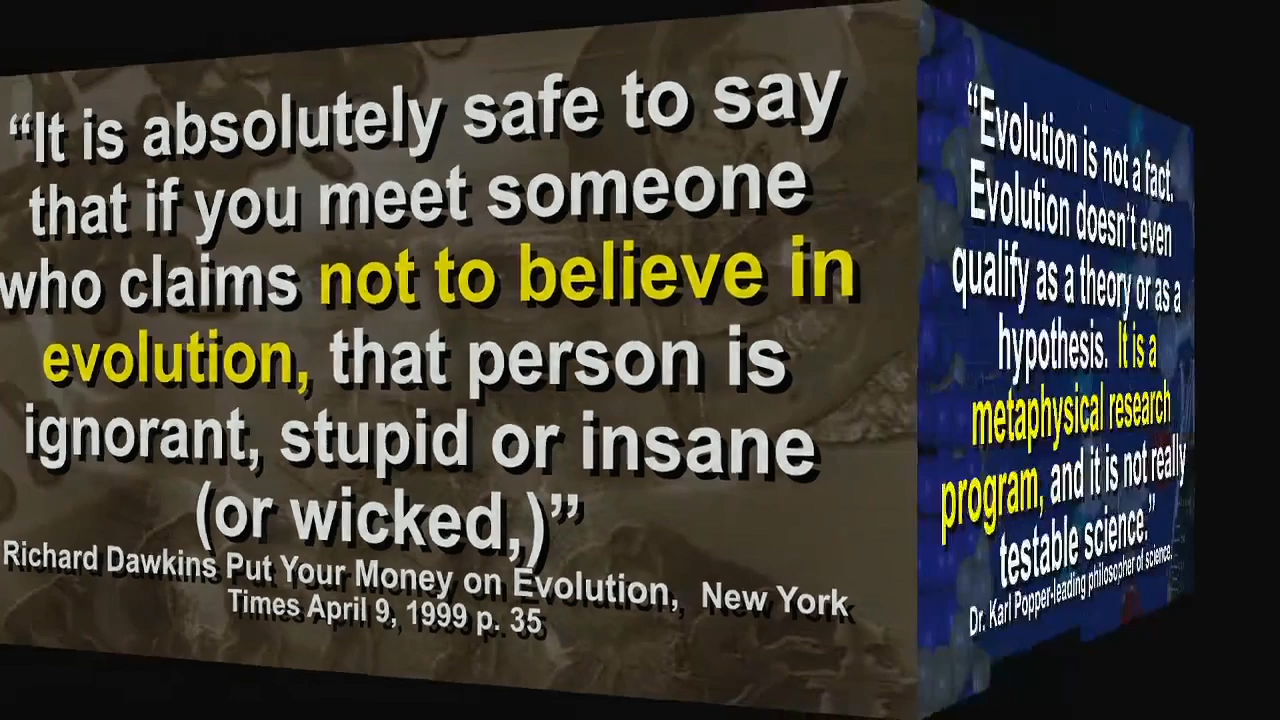 “It is absolutely safe to say
that if you meet someone
who claims not to believe in
evolution, that person is
ignorant, stupid or insane
(or wicked,)”
Richard Dawkins Put Your Money on Evolution, New York
Times April 9, 1999 p. 35
“Evolution is not a fact.
Evolution doesn't even
qualify as a theory or as a
hypothesis. It is a
metaphysical research
program, and it is not really
testable science.”
Dr. Karl Popper-leading philosopher of science.